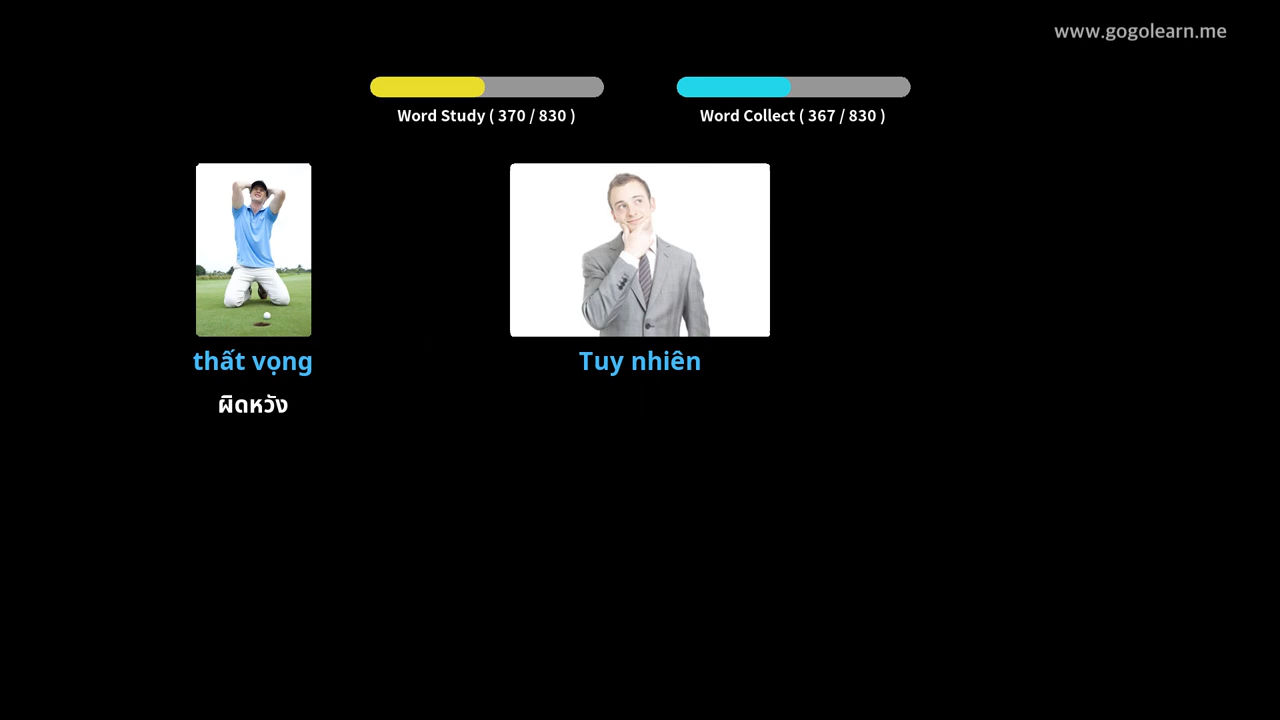 www.gogolearn.me
Word Study ( 370 / 830 )
Word Collect ( 367 / 830 )
thất vọng
Tuy nhiên
ผิดหวัง